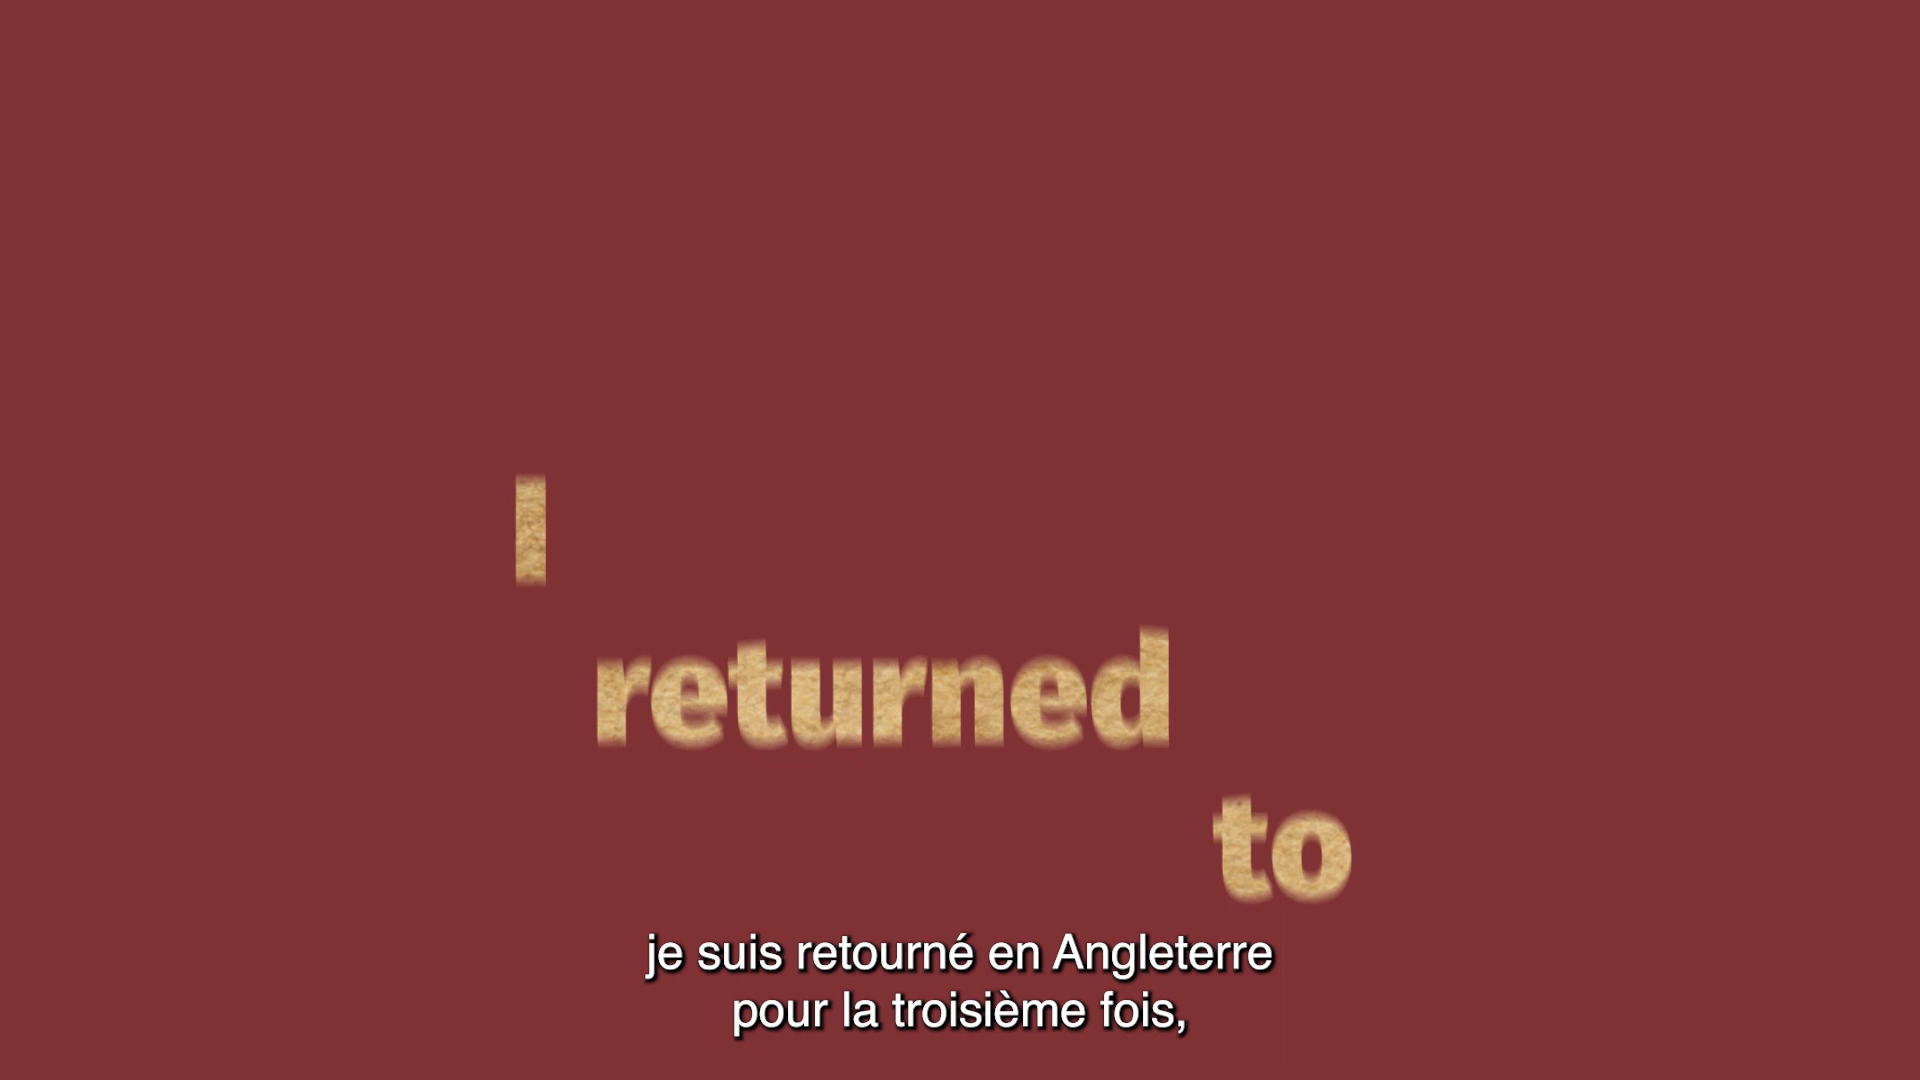 I
returned
to
je suis retourné en Angleterre
pour la troisième fois,